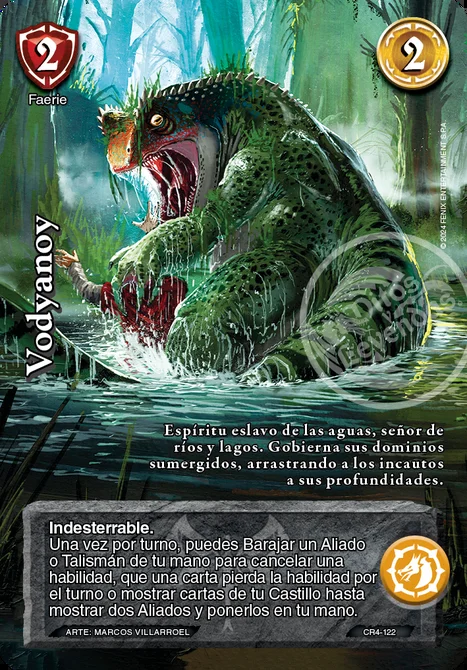 2
2
Faerie
© 2024 FENIX ENTERTAINMENT S.P.A.
Vodyanoy
Espíritu eslavo de las aguas, señor de
ríos y lagos. Gobierna sus dominios
sumergidos, arrastrando a los incautos
a sus profundidades.
Indesterrable.
Una vez por turno, puedes Barajar un Aliado
o Talismán de tu mano para cancelar una
habilidad, que una carta pierda la habilidad por
el turno o mostrar cartas de tu Castillo hasta
mostrar dos Aliados y ponerlos en tu mano.
ARTE: MARCOS VILLARROEL
CR4-122